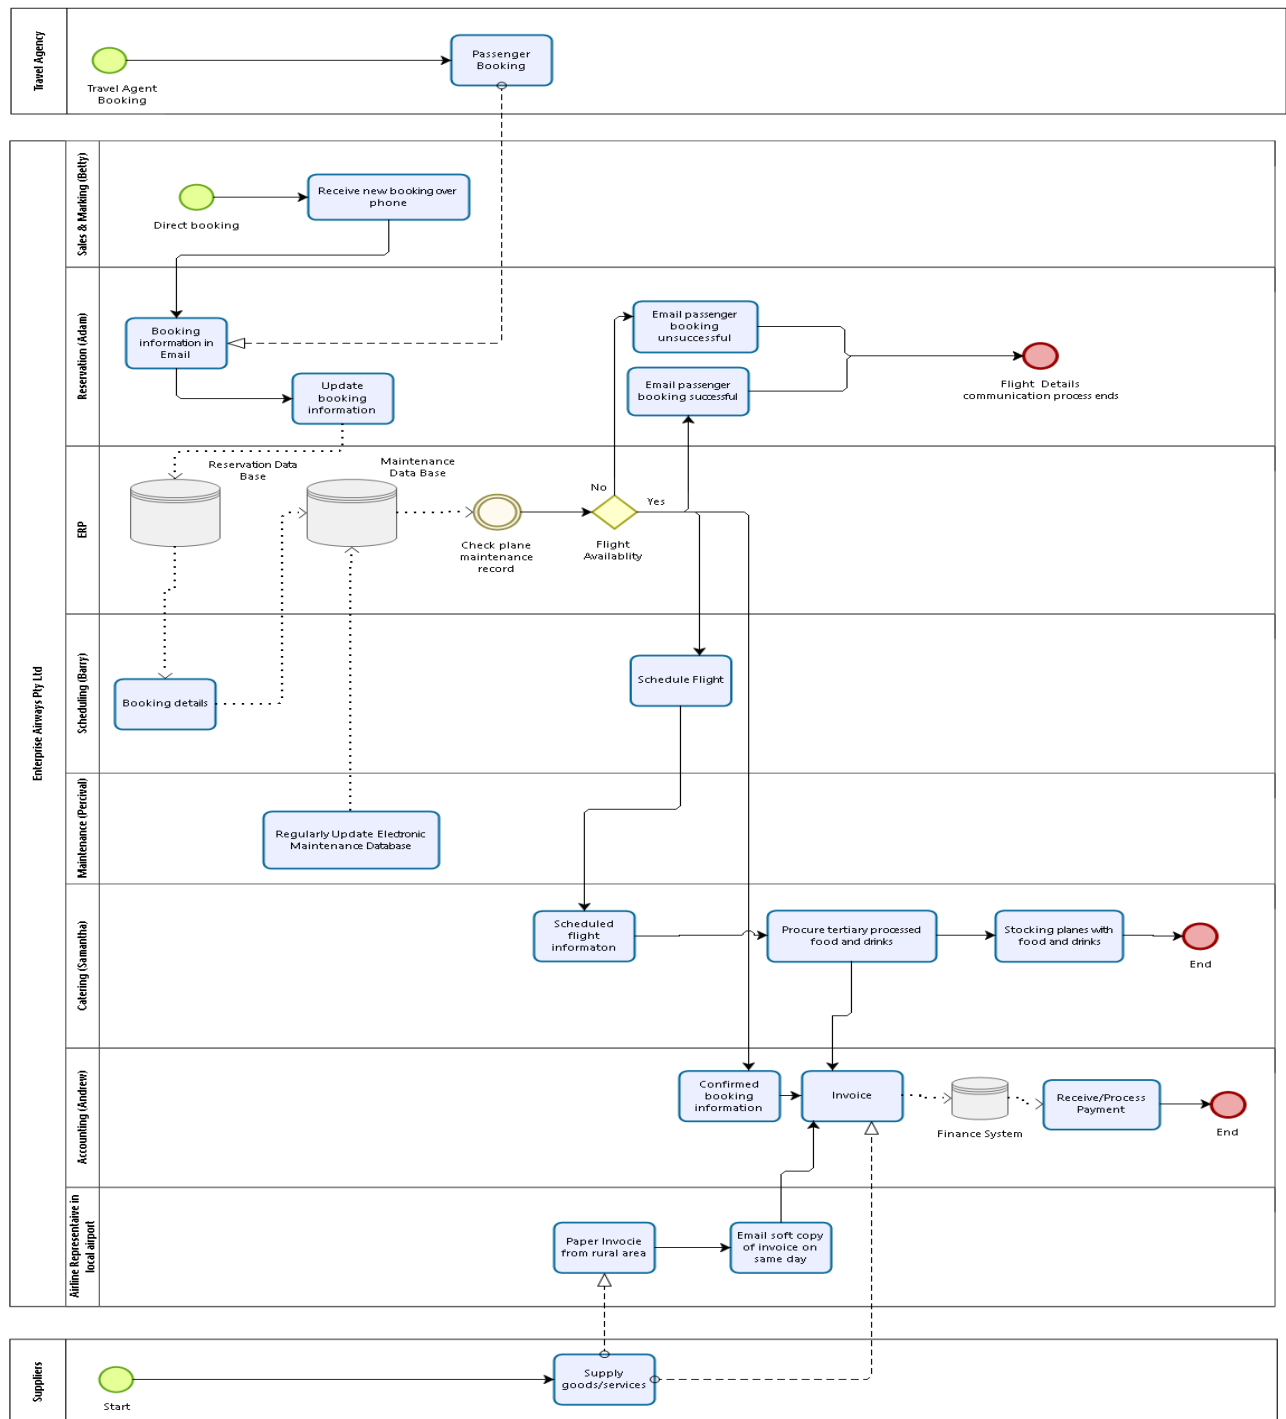 Travel Agency
Travel Agent
Booking
Passenger
Booking
Enterprise Airways Pty Ltd
Sales & Marking (Betty)
Direct booking
Receive new booking over
phone
Reservation (Adam)
Booking
information in
Email
Update
booking
information
Email passenger
booking
unsuccessful
Email passenger
booking successful
Flight Details
communication process ends
ERP
Reservation Data
Base
Maintenance
Data Base
Check plane
maintenance
record
No
Yes
Flight
Availablity
Scheduling (Barry)
Booking details
Schedule Flight
Maintenance (Percival)
Regularly Update Electronic
Maintenance Database
Catering (Samantha)
Scheduled
flight
informaton
Procure tertiary processed
food and drinks
Stocking planes with
food and drinks
End
Accounting (Andrew)
Confirmed
booking
information
Invoice
Finance System
Receive/Process
Payment
End
Airline Representaive in
local airport
Paper Invocie
from rural area
Email soft copy
of invoice on
same day
Suppliers
Start
Supply
goods/services